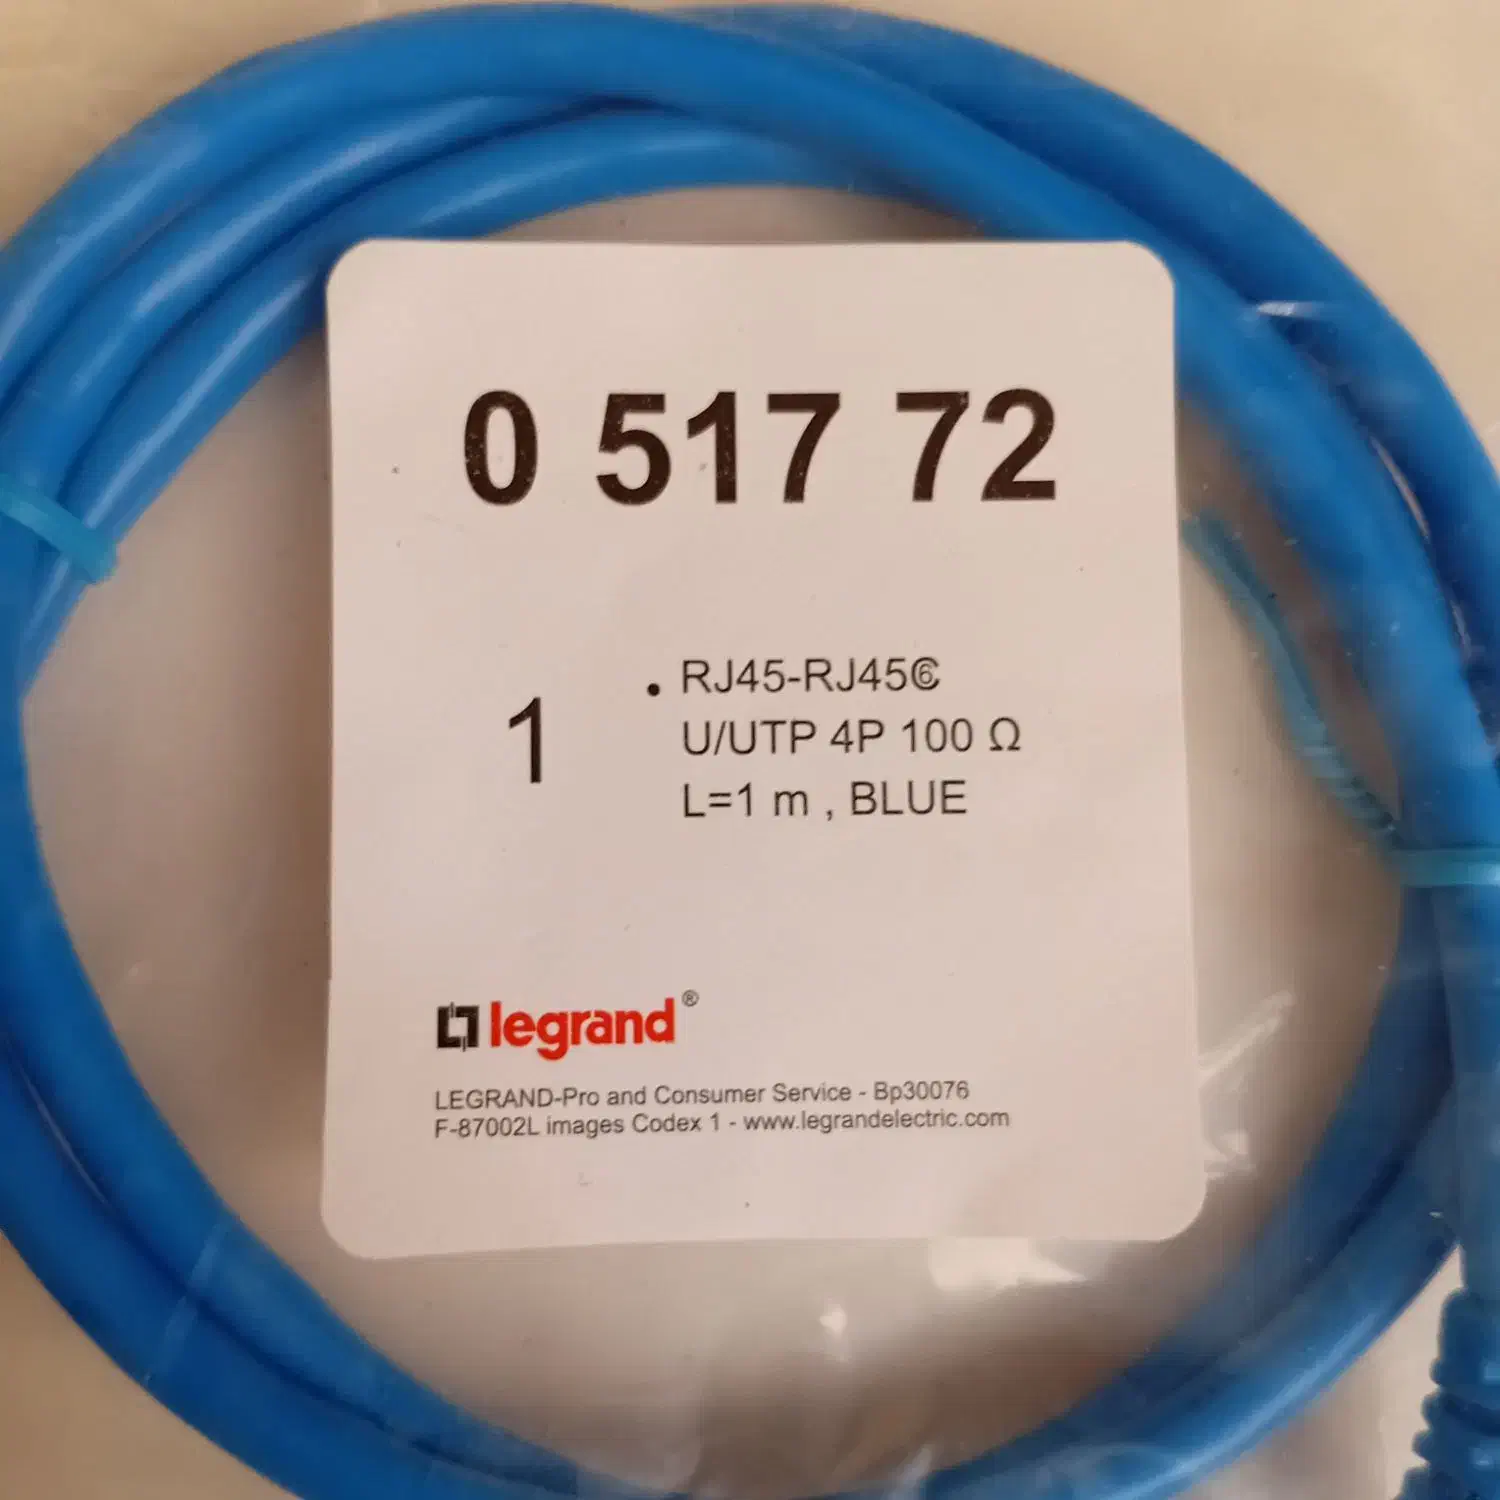 0 517 72
1
• RJ45-RJ45 6
U/UTP 4P 100 Ω
L=1 m , BLUE
legrand®
LEGRAND-Pro and Consumer Service - Bp30076
F-87002L images Codex 1 - www.legrandelectric.com